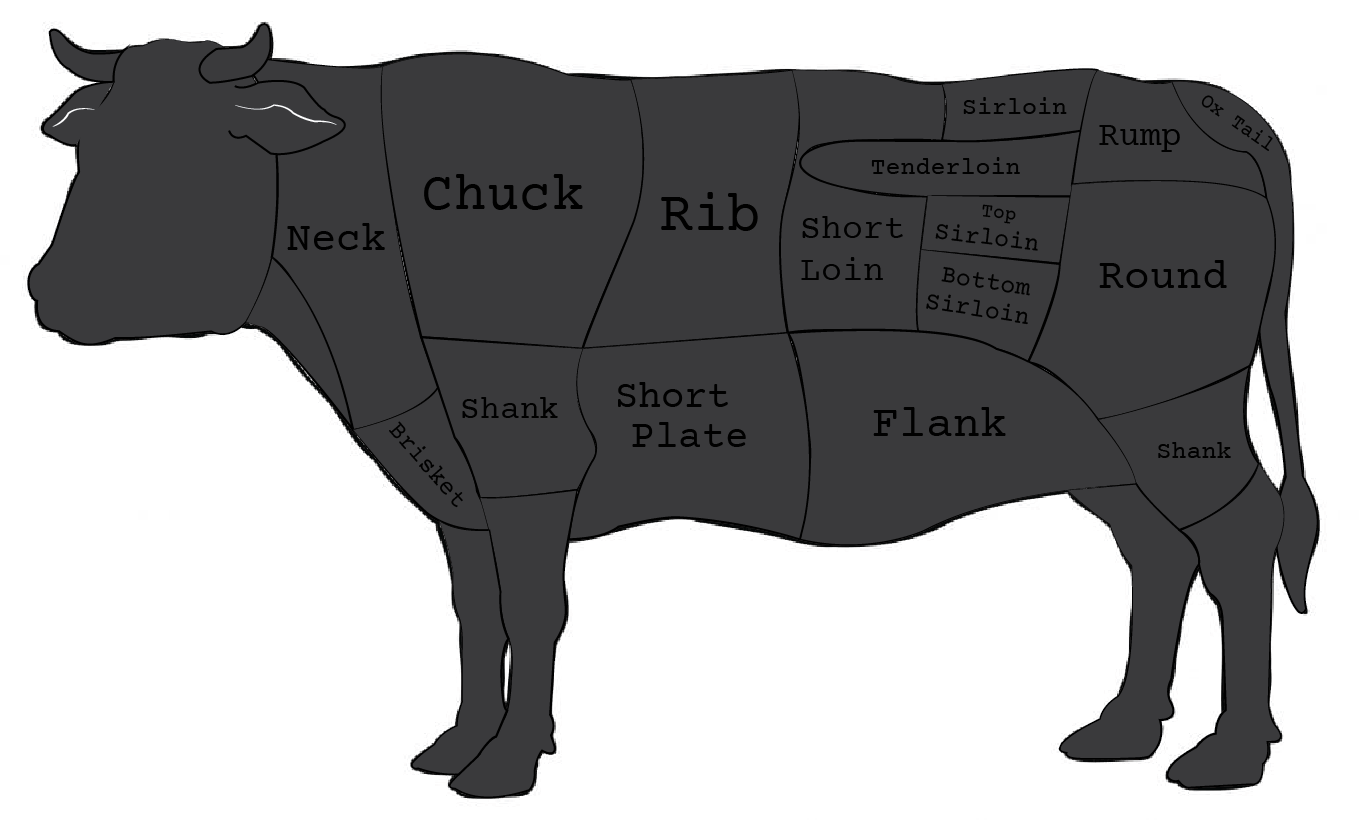 Neck
Chuck
Rib
Short
Loin
Sirloin
Tenderloin
Top
Sirloin
Bottom
Sirloin
Rump
Ox Tail
Round
Brisket
Shank
Short
Plate
Flank
Shank